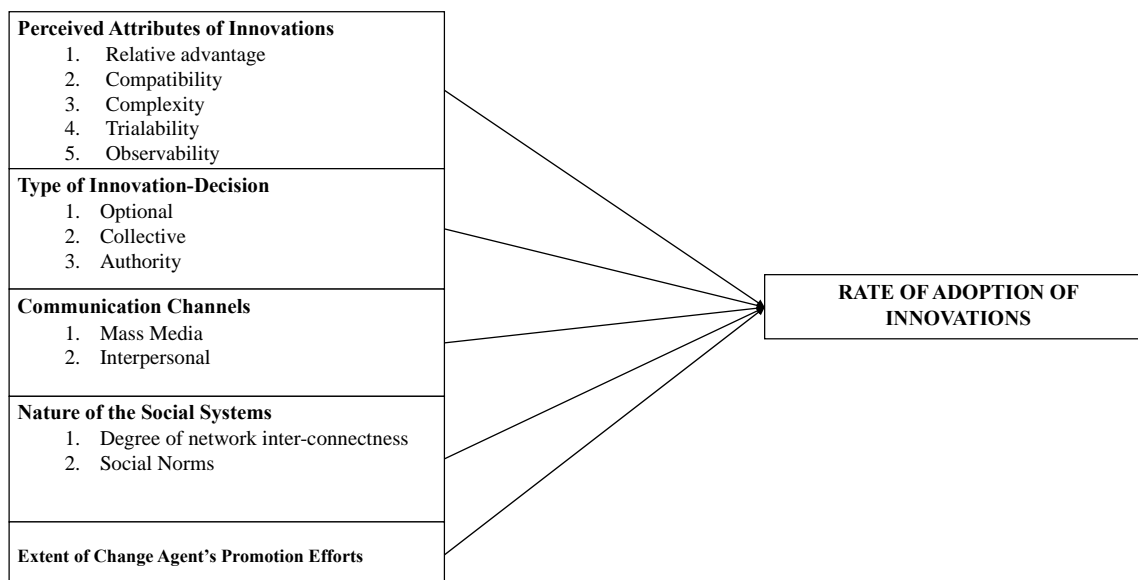 Perceived Attributes of Innovations
1. Relative advantage
2. Compatibility
3. Complexity
4. Trialability
5. Observability
Type of Innovation-Decision
1. Optional
2. Collective
3. Authority
Communication Channels
1. Mass Media
2. Interpersonal
Nature of the Social Systems
1. Degree of network inter-connectness
2. Social Norms
Extent of Change Agent's Promotion Efforts
RATE OF ADOPTION OF
INNOVATIONS